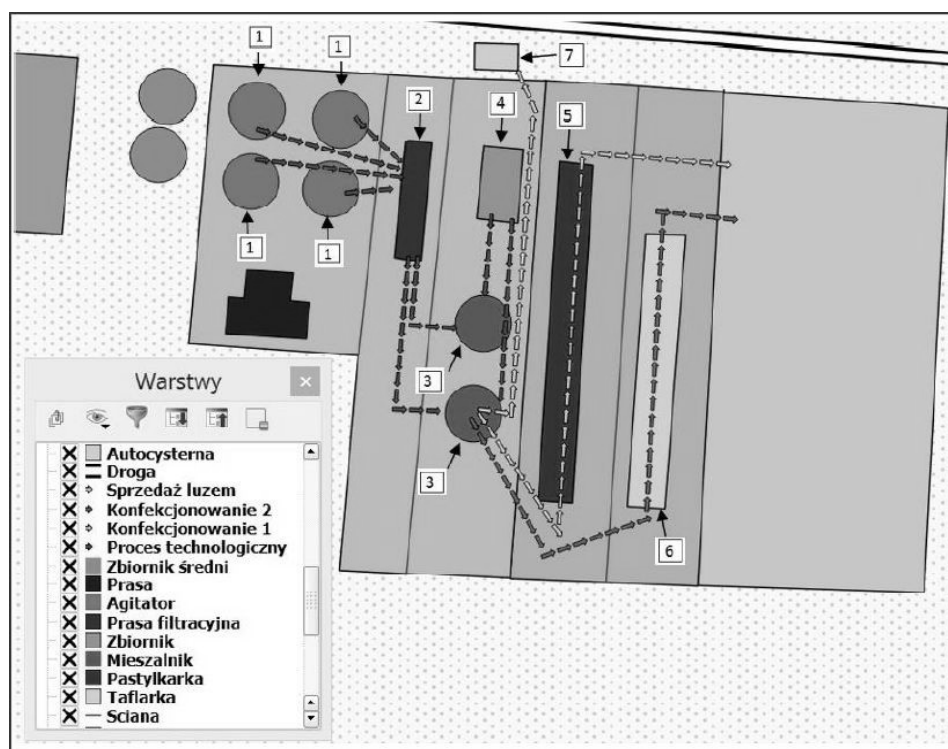 1
1
2
4
7
5
1
1
3
3
6
Warstwy
Autocysterna
Droga
Sprzedaż luzem
Konfekcjonowanie 2
Konfekcjonowanie 1
Proces technologiczny
Zbiornik średni
Prasa
Agitator
Prasa filtracyjna
Zbiornik
Mieszalnik
Pastylkarka
Taflarka
Sciana